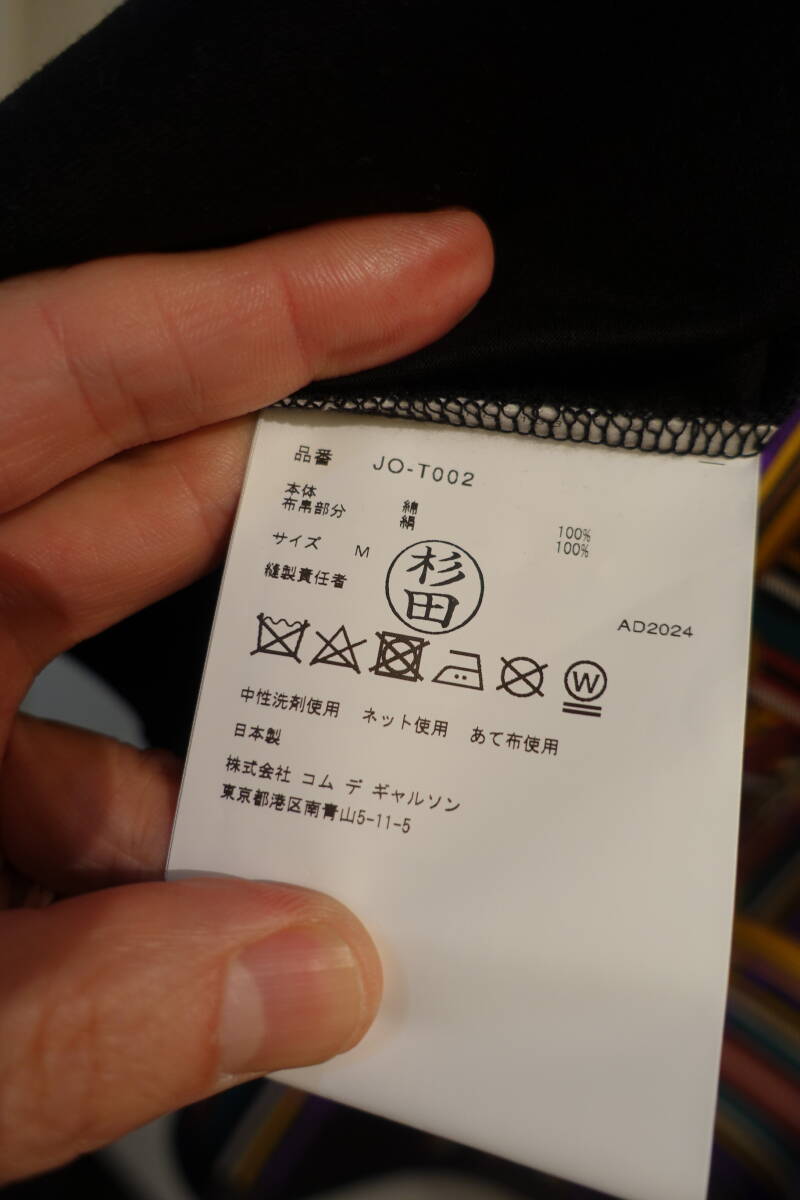 品番 JO-T002
本体 綿 100%
布帛部分 絹 100%
サイズ M
縫製責任者 杉田
AD2024
W
中性洗剤使用 ネット使用 あて布使用
日本製
株式会社 コム デ ギャルソン
東京都港区南青山5-11-5